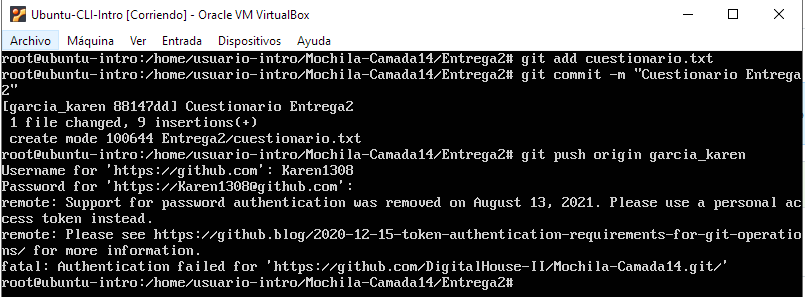 Ubuntu-CLI-Intro [Corriendo] - Oracle VM VirtualBox
Archivo Máquina Ver Entrada Dispositivos Ayuda
root@ubuntu-intro:/home/usuario-intro/Mochila-Camada14/Entrega2# git add cuestionario.txt
root@ubuntu-intro:/home/usuario-intro/Mochila-Camada14/Entrega2# git commit -m "Cuestionario Entrega
2"
[garcia_karen 88147dd] Cuestionario Entrega2
1 file changed, 9 insertions(+)
create mode 100644 Entrega2/cuestionario.txt
root@ubuntu-intro:/home/usuario-intro/Mochila-Camada14/Entrega2# git push origin garcia_karen
Username for 'https://github.com': Karen1308
Password for 'https://Karen1308@github.com':
remote: Support for password authentication was removed on August 13, 2021. Please use a personal ac
cess token instead.
remote: Please see https://github.blog/2020-12-15-token-authentication-requirements-for-git-operatio
ns/ for more information.
fatal: Authentication failed for 'https://github.com/DigitalHouse-II/Mochila-Camada14.git/'
root@ubuntu-intro:/home/usuario-intro/Mochila-Camada14/Entrega2#